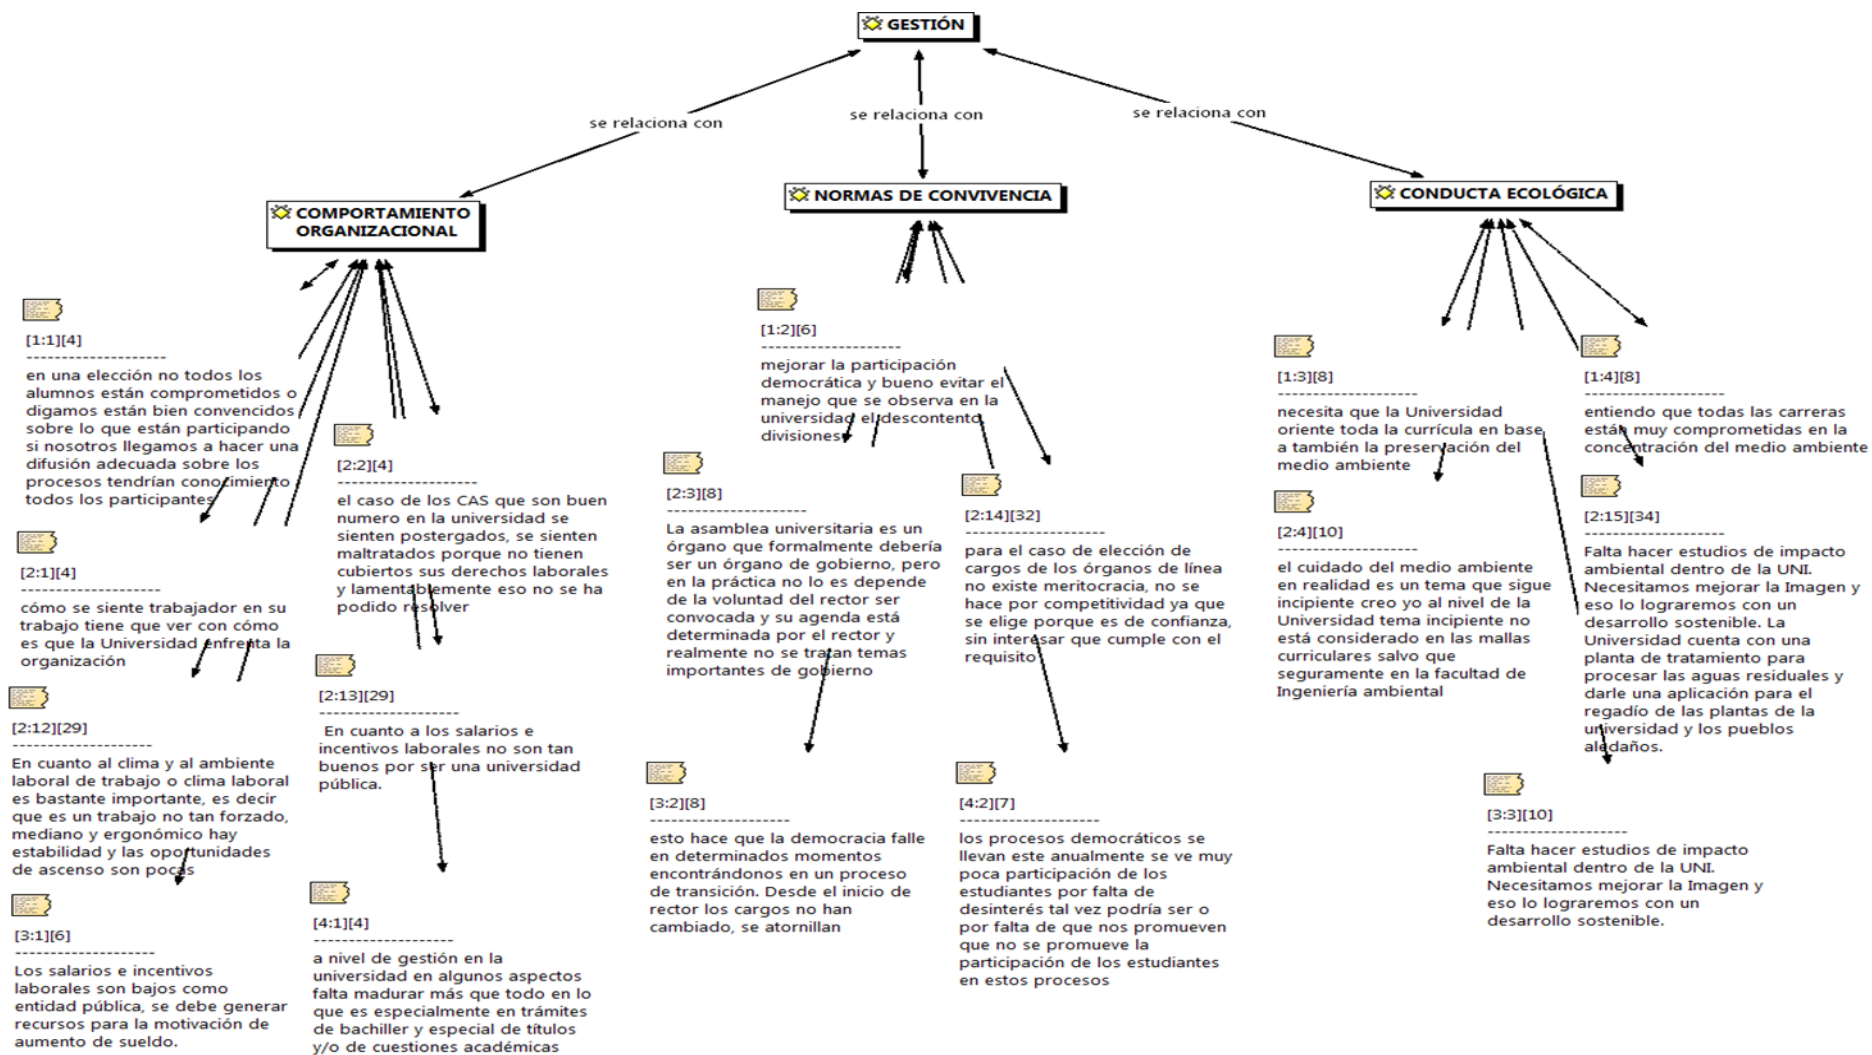 GESTIÓN
se relaciona con
se relaciona con
se relaciona con
COMPORTAMIENTO
ORGANIZACIONAL
NORMAS DE CONVIVENCIA
CONDUCTA ECOLÓGICA
[1:1][4]
--------------------
en una elección no todos los
alumnos están comprometidos o
digamos están bien convencidos
sobre lo que están participando
si nosotros llegamos a hacer una
difusión adecuada sobre los
procesos tendrían conocimiento
todos los participantes
[2:2][4]
--------------------
el caso de los CAS que son buen
numero en la universidad se
sienten postergados, se sienten
maltratados porque no tienen
cubiertos sus derechos laborales
y lamentablemente eso no se ha
podido resolver
[2:1][4]
--------------------
cómo se siente trabajador en su
trabajo tiene que ver con cómo
es que la Universidad enfrenta la
organización
[2:13][29]
--------------------
En cuanto a los salarios e
incentivos laborales no son tan
buenos por ser una universidad
pública.
[2:12][29]
--------------------
En cuanto al clima y al ambiente
laboral de trabajo o clima laboral
es bastante importante, es decir
que es un trabajo no tan forzado,
mediano y ergonómico hay
estabilidad y las oportunidades
de ascenso son pocas
[3:1][6]
--------------------
Los salarios e incentivos
laborales son bajos como
entidad pública, se debe generar
recursos para la motivación de
aumento de sueldo.
[4:1][4]
--------------------
a nivel de gestión en la
universidad en algunos aspectos
falta madurar más que todo en lo
que es especialmente en trámites
de bachiller y especial de títulos
y/o de cuestiones académicas
[1:2][6]
--------------------
mejorar la participación
democrática y bueno evitar el
manejo que se observa en la
universidad el descontento
divisiones
[2:3][8]
--------------------
La asamblea universitaria es un
órgano que formalmente debería
ser un órgano de gobierno, pero
en la práctica no lo es depende
de la voluntad del rector ser
convocada y su agenda está
determinada por el rector y
realmente no se tratan temas
importantes de gobierno
[2:14][32]
--------------------
para el caso de elección de
cargos de los órganos de línea
no existe meritocracia, no se
hace por competitividad ya que
se elige porque es de confianza,
sin interesar que cumple con el
requisito
[3:2][8]
--------------------
esto hace que la democracia falle
en determinados momentos
encontrándonos en un proceso
de transición. Desde el inicio de
rector los cargos no han
cambiado, se atornillan
[4:2][7]
--------------------
los procesos democráticos se
llevan este anualmente se ve muy
poca participación de los
estudiantes por falta de
desinterés tal vez podría ser o
por falta de que nos promueven
que no se promueve la
participación de los estudiantes
en estos procesos
[1:3][8]
--------------------
necesita que la Universidad
oriente toda la currícula en base
a también la preservación del
medio ambiente
[1:4][8]
--------------------
entiendo que todas las carreras
están muy comprometidas en la
concentración del medio ambiente
[2:4][10]
--------------------
el cuidado del medio ambiente
en realidad es un tema que sigue
incipiente creo yo al nivel de la
Universidad tema incipiente no
está considerado en las mallas
curriculares salvo que
seguramente en la facultad de
Ingeniería ambiental
[2:15][34]
--------------------
Falta hacer estudios de impacto
ambiental dentro de la UNI.
Necesitamos mejorar la Imagen y
eso lo lograremos con un
desarrollo sostenible. La
Universidad cuenta con una
planta de tratamiento para
procesar las aguas residuales y
darle una aplicación para el
regadío de las plantas de la
universidad y los pueblos
aledaños.
[3:3][10]
--------------------
Falta hacer estudios de impacto
ambiental dentro de la UNI.
Necesitamos mejorar la Imagen y
eso lo lograremos con un
desarrollo sostenible.